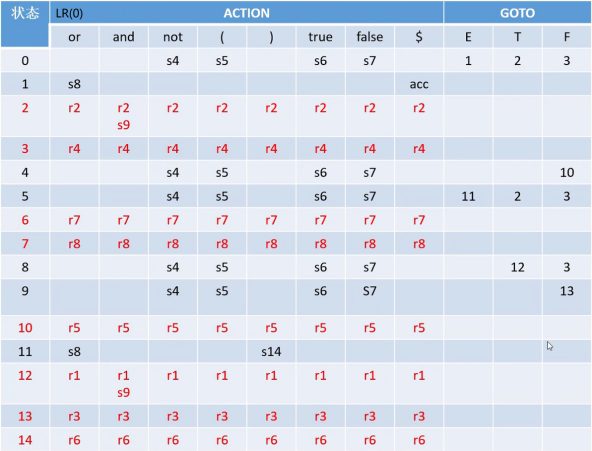 状态 LR(0) ACTION GOTO
or and not ( ) true false $ E T F
0 s4 s5 s6 s7 1 2 3
1 s8 acc
2 r2 r2 r2 r2 r2 r2 r2 r2
s9
3 r4 r4 r4 r4 r4 r4 r4 r4
4 s4 s5 s6 s7 10
5 s4 s5 s6 s7 11 2 3
6 r7 r7 r7 r7 r7 r7 r7 r7
7 r8 r8 r8 r8 r8 r8 r8 r8
8 s4 s5 s6 s7 12 3
9 s4 s5 s6 S7 13
10 r5 r5 r5 r5 r5 r5 r5 r5
11 s8 s14
12 r1 r1 r1 r1 r1 r1 r1 r1
s9
13 r3 r3 r3 r3 r3 r3 r3 r3
14 r6 r6 r6 r6 r6 r6 r6 r6